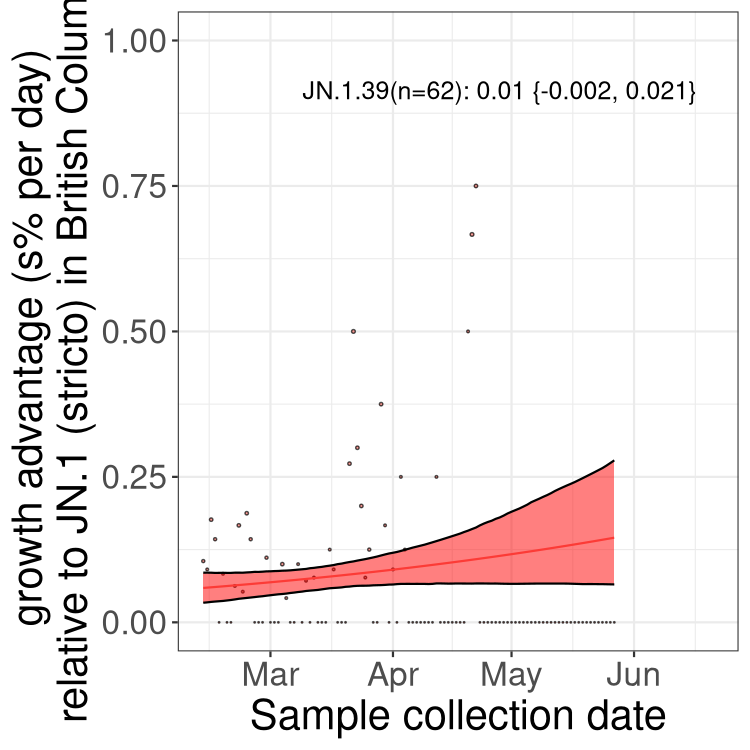 growth advantage (s% per day)
relative to JN.1 (stricto) in British Colum
1.00
0.75
0.50
0.25
0.00
JN.1.39(n=62): 0.01 {-0.002, 0.021}
Mar Apr May Jun
Sample collection date